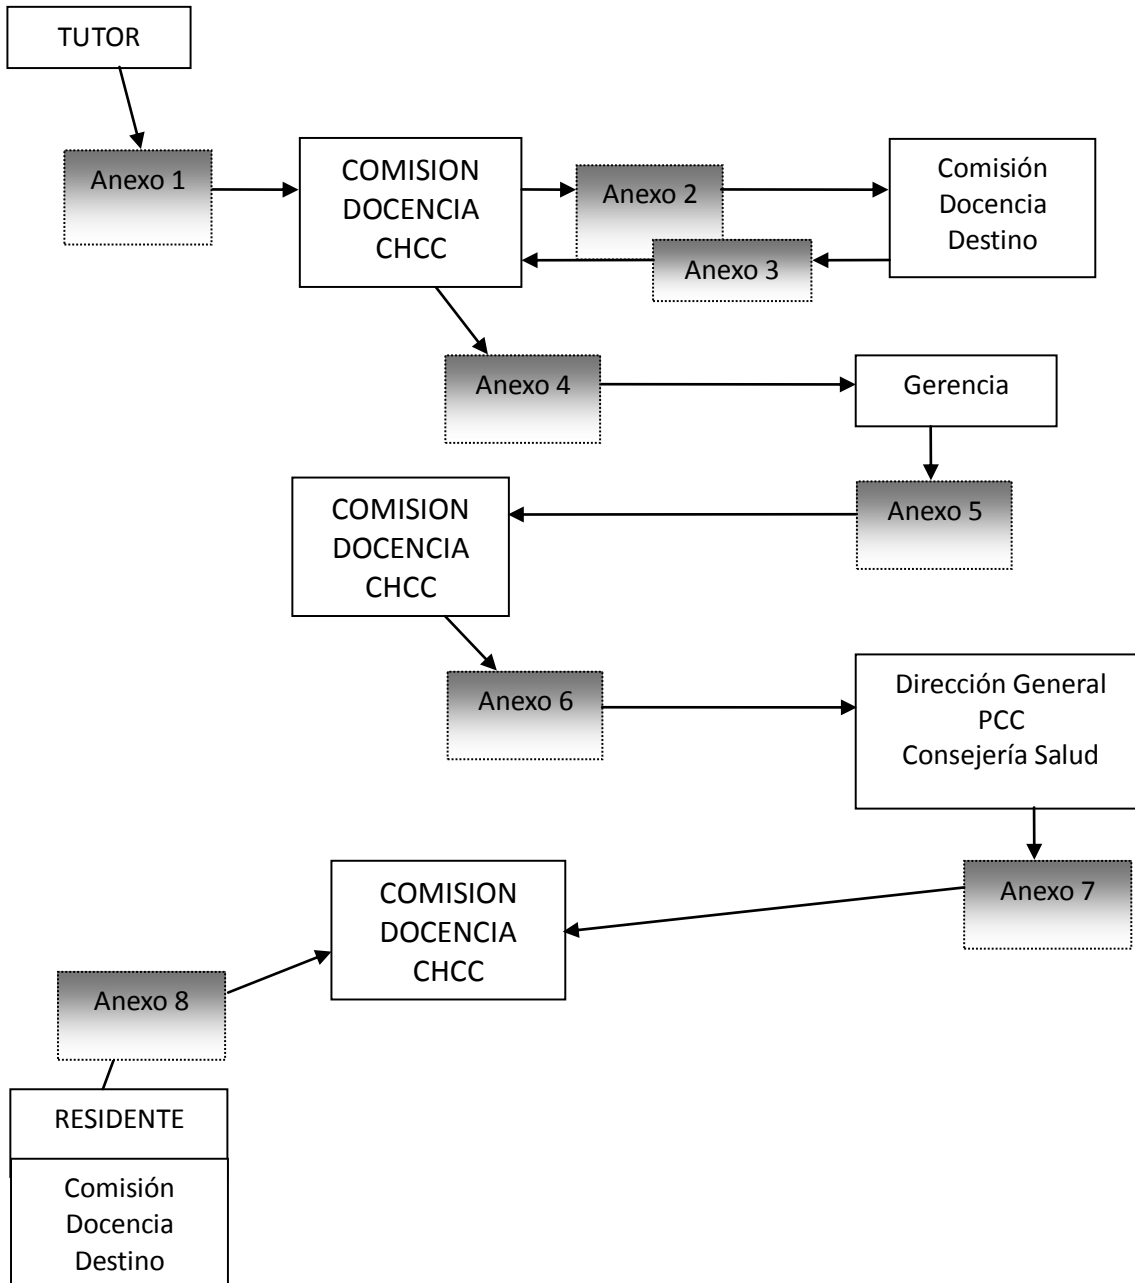 TUTOR
Anexo 1
COMISION
DOCENCIA
CHCC
Anexo 2
Comisión
Docencia
Destino
Anexo 3
Anexo 4
Gerencia
COMISION
DOCENCIA
CHCC
Anexo 5
Anexo 6
Dirección General
PCC
Consejería Salud
COMISION
DOCENCIA
CHCC
Anexo 7
Anexo 8
RESIDENTE
Comisión
Docencia
Destino